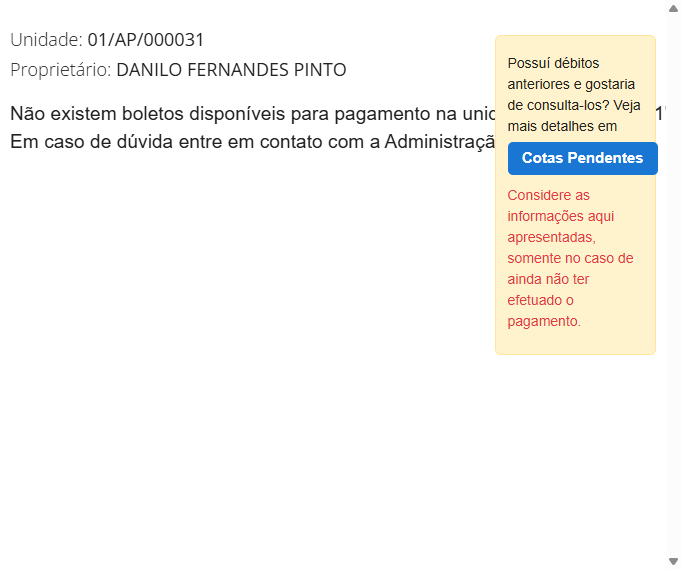 Unidade: 01/AP/000031
Proprietário: DANILO FERNANDES PINTO
Não existem boletos disponíveis para pagamento na
Em caso de dúvida entre em contato com a
Possuí débitos
anteriores e gostaria
de consulta-los? Veja
mais detalhes em
Cotas Pendentes
Considere as
informações aqui
apresentadas,
somente no caso de
ainda não ter
efetuado o
pagamento.